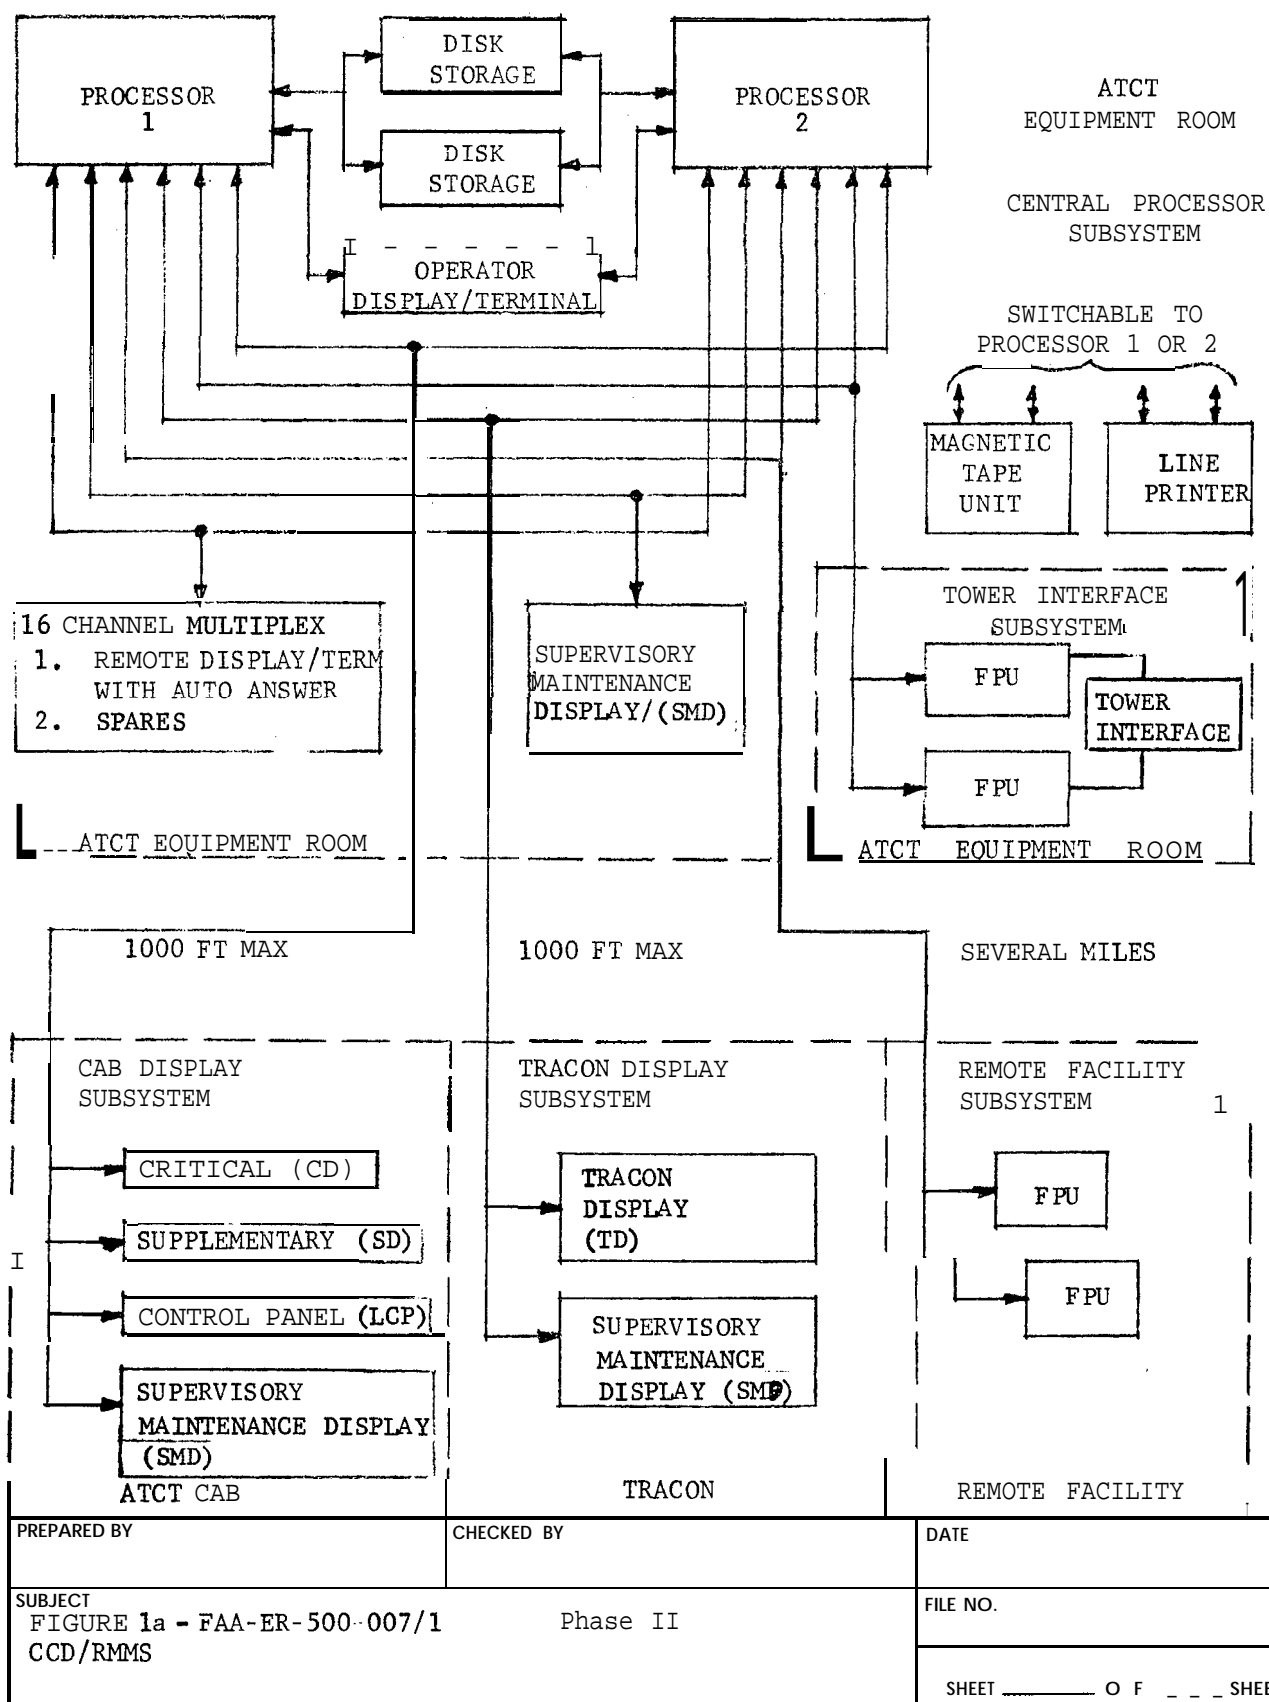 PROCESSOR
1
DISK
STORAGE
DISK
STORAGE
PROCESSOR
2
ATCT
EQUIPMENT ROOM
CENTRAL PROCESSOR
SUBSYSTEM
OPERATOR
DISPLAY/TERMINAL
SWITCHABLE TO
PROCESSOR 1 OR 2
MAGNETIC
TAPE
UNIT
LINE
PRINTER
16 CHANNEL MULTIPLEX
1. REMOTE DISPLAY/TERM
WITH AUTO ANSWER
2. SPARES
SUPERVISORY
MAINTENANCE
DISPLAY/(SMD)
TOWER INTERFACE
SUBSYSTEM
FPU
TOWER
INTERFACE
FPU
ATCT EQUIPMENT ROOM
ATCT EQUIPMENT ROOM
1000 FT MAX
1000 FT MAX
SEVERAL MILES
CAB DISPLAY
SUBSYSTEM
CRITICAL (CD)
SUPPLEMENTARY (SD)
CONTROL PANEL (LCP)
SUPERVISORY
MAINTENANCE DISPLAY
(SMD)
ATCT CAB
TRACON DISPLAY
SUBSYSTEM
TRACON
DISPLAY
(TD)
SUPERVISORY
MAINTENANCE
DISPLAY (SMD)
TRACON
REMOTE FACILITY
SUBSYSTEM
FPU
FPU
REMOTE FACILITY
PREPARED BY
CHECKED BY
DATE
SUBJECT
FIGURE 1a - FAA-ER-500-007/1 Phase II
CCD/RMMS
FILE NO.
SHEET ______ O F _ _ _ SHEE